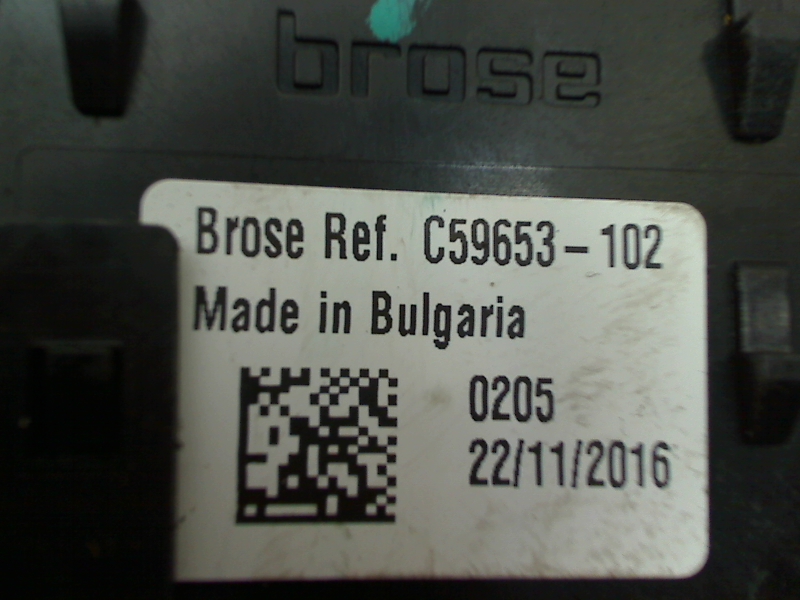 brose
Brose Ref. C59653-102
Made in Bulgaria
0205
22/11/2016